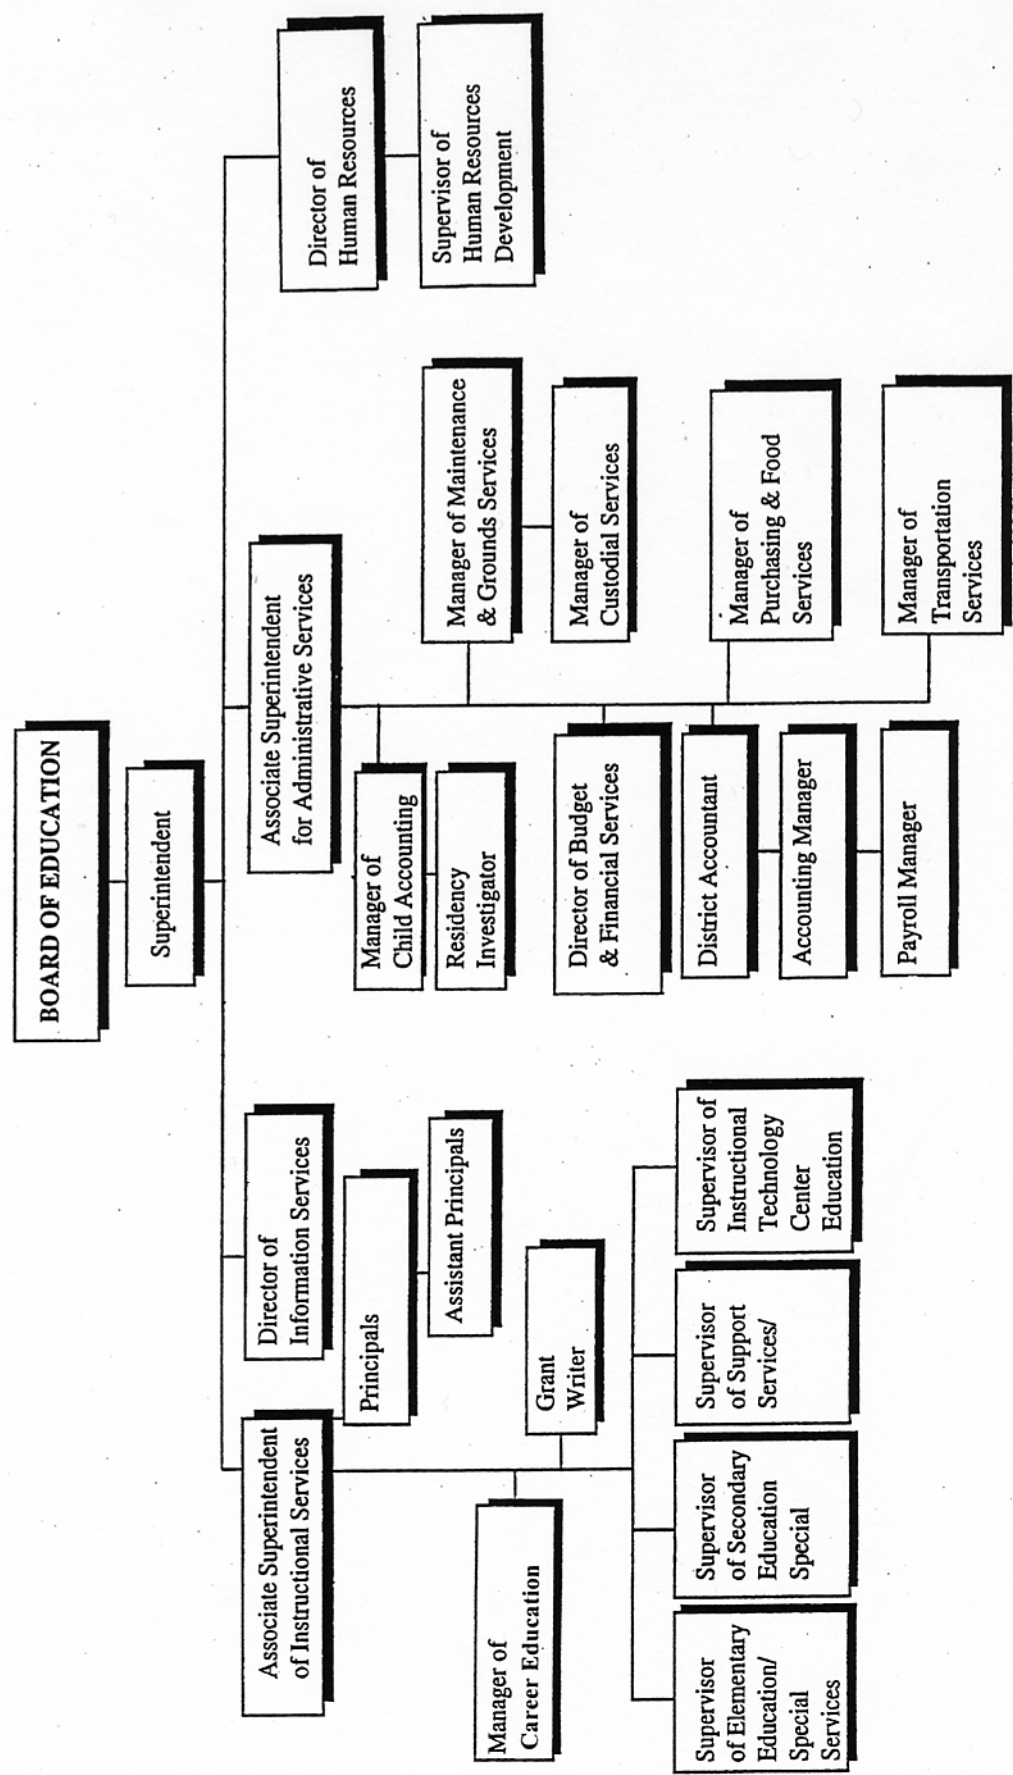 BOARD OF EDUCATION
Superintendent
Associate Superintendent
of Instructional Services
Director of
Information Services
Associate Superintendent
for Administrative Services
Director of
Human Resources
Principals
Assistant Principals
Manager of
Career Education
Grant
Writer
Supervisor
of Elementary
Education/
Special
Services
Supervisor
of Secondary
Education
Special
Supervisor
of Support
Services/
Supervisor of
Instructional
Technology
Center
Education
Manager of
Child Accounting
Residency
Investigator
Director of Budget
& Financial Services
District Accountant
Accounting Manager
Payroll Manager
Manager of Maintenance
& Grounds Services
Manager of
Custodial Services
Manager of
Purchasing & Food
Services
Manager of
Transportation
Services
Supervisor of
Human Resources
Development